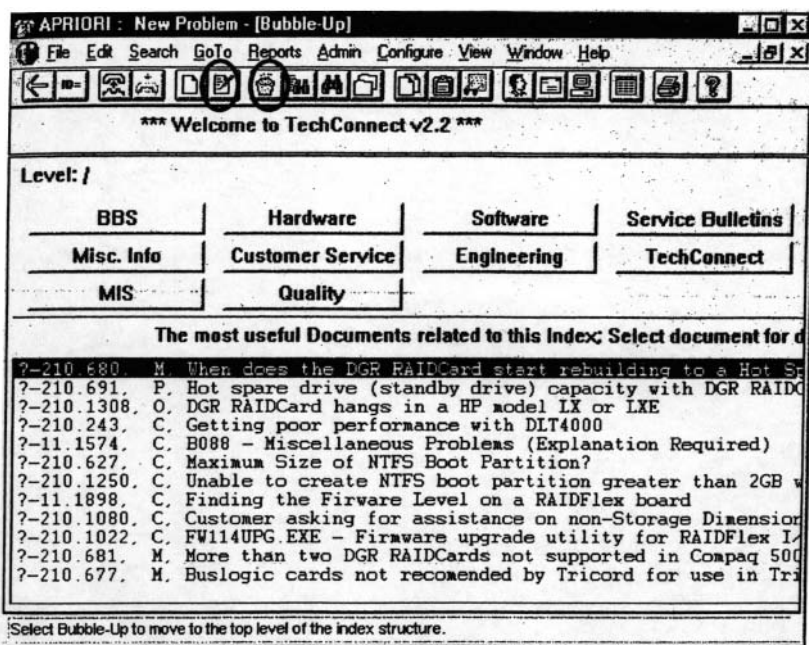 APRIORI : New Problem - [Bubble-Up]
File Edit Search GoTo Reports Admin Configure View Window Help
ID=
*** Welcome to TechConnect v2.2 ***
Level: /
BBS Hardware Software Service Bulletins
Misc. Info Customer Service Engineering TechConnect
MIS Quality
The most useful Documents related to this Index; Select document for d
?-210.680, M, When does the DGR RAIDCard start rebuilding to a Hot Sp
?-210.691, P, Hot spare drive (standby drive) capacity with DGR RAIDC
?-210.1308, O, DGR RAIDCard hangs in a HP model LX or LXE
?-210.243, C, Getting poor performance with DLT4000
?-11.1574, C, B088 - Miscellaneous Problems (Explanation Required)
?-210.627, C, Maximum Size of NTFS Boot Partition?
?-210.1250, C, Unable to create NTFS boot partition greater than 2GB w
?-11.1898, C, Finding the Firware Level on a RAIDFlex board
?-210.1080, C, Customer asking for assistance on non-Storage Dimension
?-210.1022, C, FW114UPG.EXE - Firmware upgrade utility for RAIDFlex I/
?-210.681, M, More than two DGR RAIDCards not supported in Compaq 500
?-210.677, M, Buslogic cards not recomended by Tricord for use in Tri
Select Bubble-Up to move to the top level of the index structure.